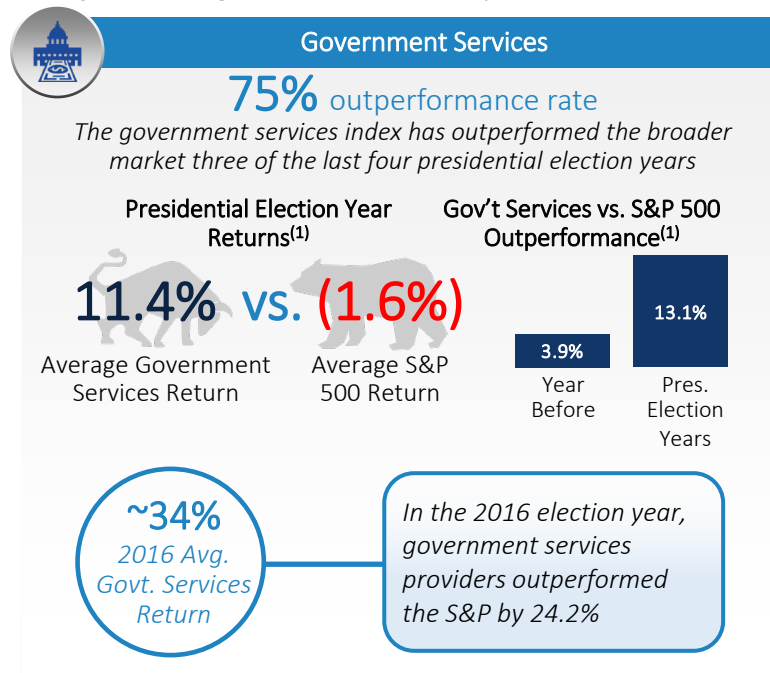 Government Services
75% outperformance rate
The government services index has outperformed the broader
market three of the last four presidential election years
Presidential Election Year
Returns(1)
11.4% vs. (1.6%)
Average Government
Services Return
Average S&P
500 Return
Gov’t Services vs. S&P 500
Outperformance(1)
3.9%
13.1%
Year
Before
Pres.
Election
Years
~34%
2016 Avg.
Govt. Services
Return
In the 2016 election year,
government services
providers outperformed
the S&P by 24.2%